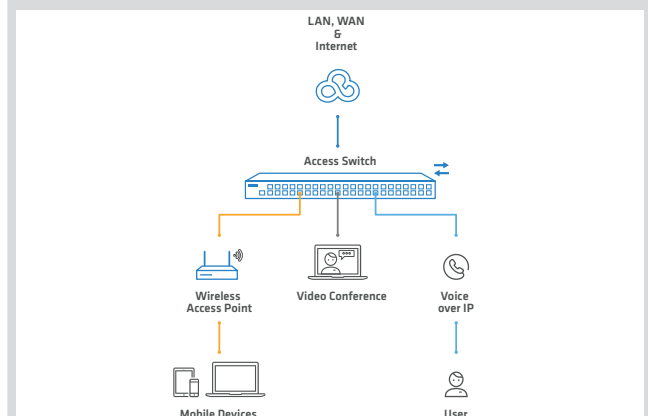 LAN, WAN
&
Internet
Access Switch
Wireless
Access Point
Video Conference
Voice
over IP
Mobile Devices
User